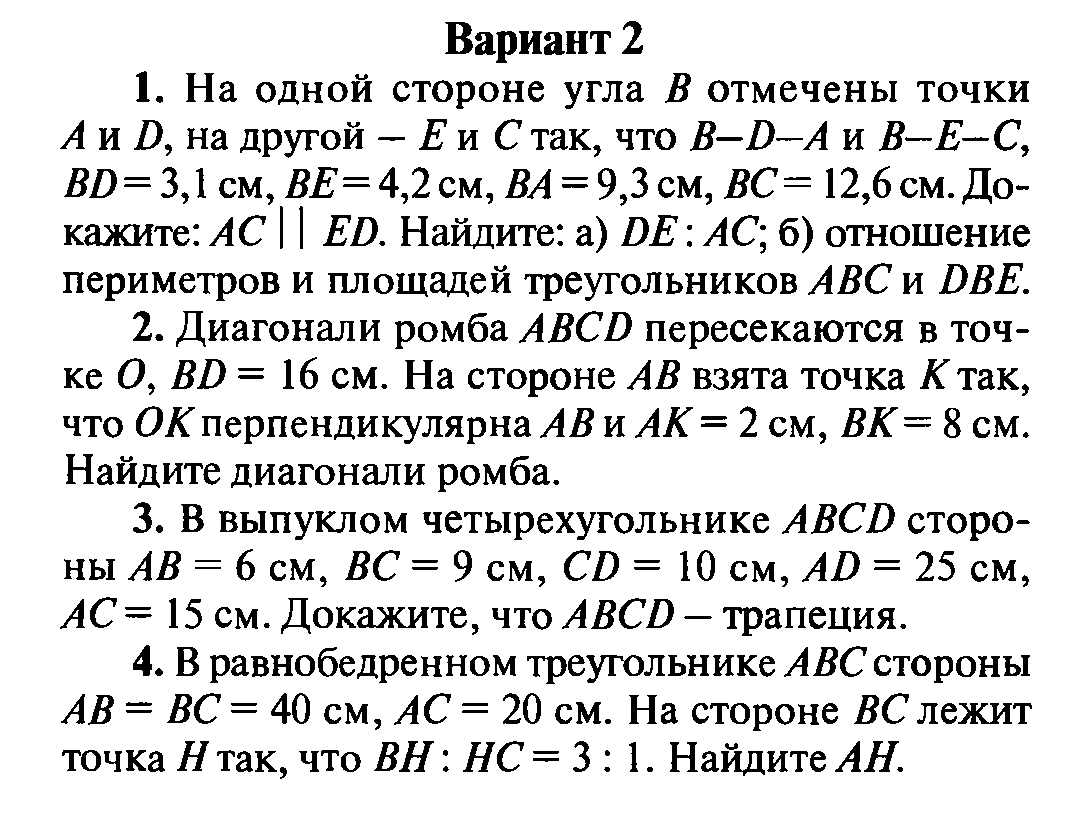 Вариант 2
1. На одной стороне угла B отмечены точки
A и D, на другой – E и C так, что B–D–A и B–E–C,
BD = 3,1 см, BE = 4,2 см, BA = 9,3 см, BC = 12,6 см. До-
кажите: AC || ED. Найдите: а) DE : AC; б) отношение
периметров и площадей треугольников ABC и DBE.
2. Диагонали ромба ABCD пересекаются в точ-
ке O, BD = 16 см. На стороне AB взята точка K так,
что OK перпендикулярна AB и AK = 2 см, BK = 8 см.
Найдите диагонали ромба.
3. В выпуклом четырехугольнике ABCD сторо-
ны AB = 6 см, BC = 9 см, CD = 10 см, AD = 25 см,
AC = 15 см. Докажите, что ABCD – трапеция.
4. В равнобедренном треугольнике ABC стороны
AB = BC = 40 см, AC = 20 см. На стороне BC лежит
точка H так, что BH : HC = 3 : 1. Найдите AH.